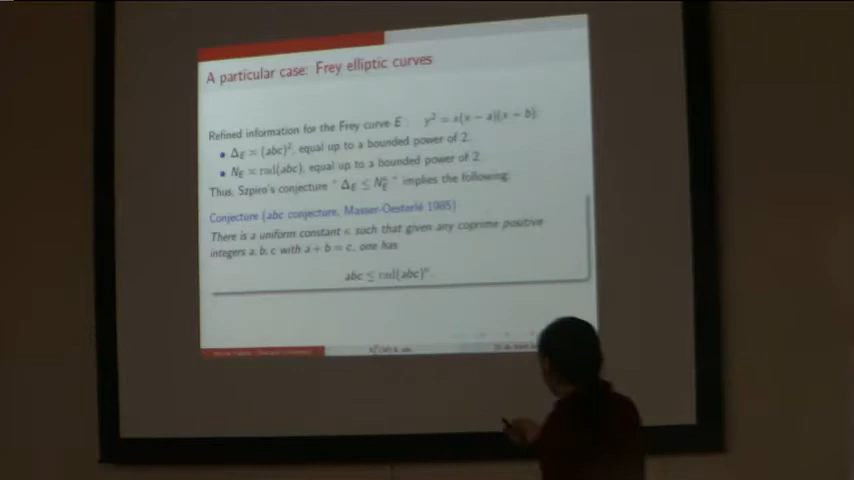 A particular case: Frey elliptic curves
Refined information for the Frey curve E : y² = x(x − a)(x − b):
• Δ_E = (abc)², equal up to a bounded power of 2.
• N_E = rad(abc), equal up to a bounded power of 2.
Thus, Szpiro's conjecture " Δ_E ≤ N_E^κ " implies the following:
Conjecture (abc conjecture, Masser-Oesterlé 1985)
There is a uniform constant κ such that given any coprime positive
integers a, b, c with a + b = c, one has
abc ≤ rad(abc)^κ.